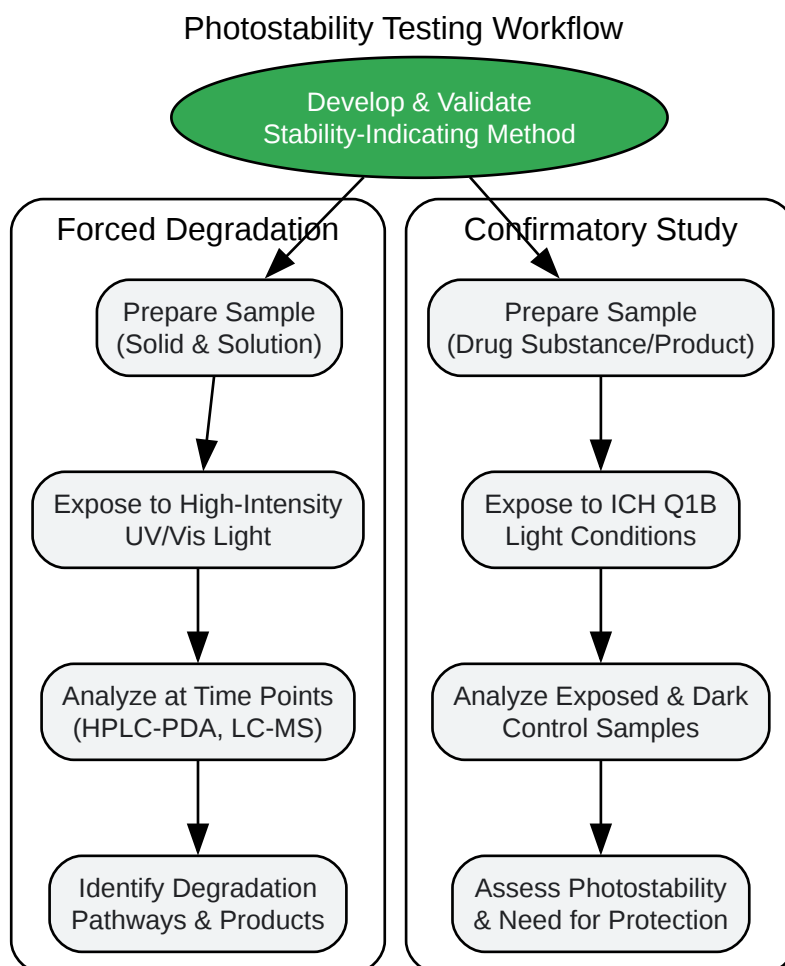 Photostability Testing Workflow
Develop & Validate
Stability-Indicating Method
Forced Degradation
Prepare Sample
(Solid & Solution)
Expose to High-Intensity
UV/Vis Light
Analyze at Time Points
(HPLC-PDA, LC-MS)
Identify Degradation
Pathways & Products
Confirmatory Study
Prepare Sample
(Drug Substance/Product)
Expose to ICH Q1B
Light Conditions
Analyze Exposed & Dark
Control Samples
Assess Photostability
& Need for Protection